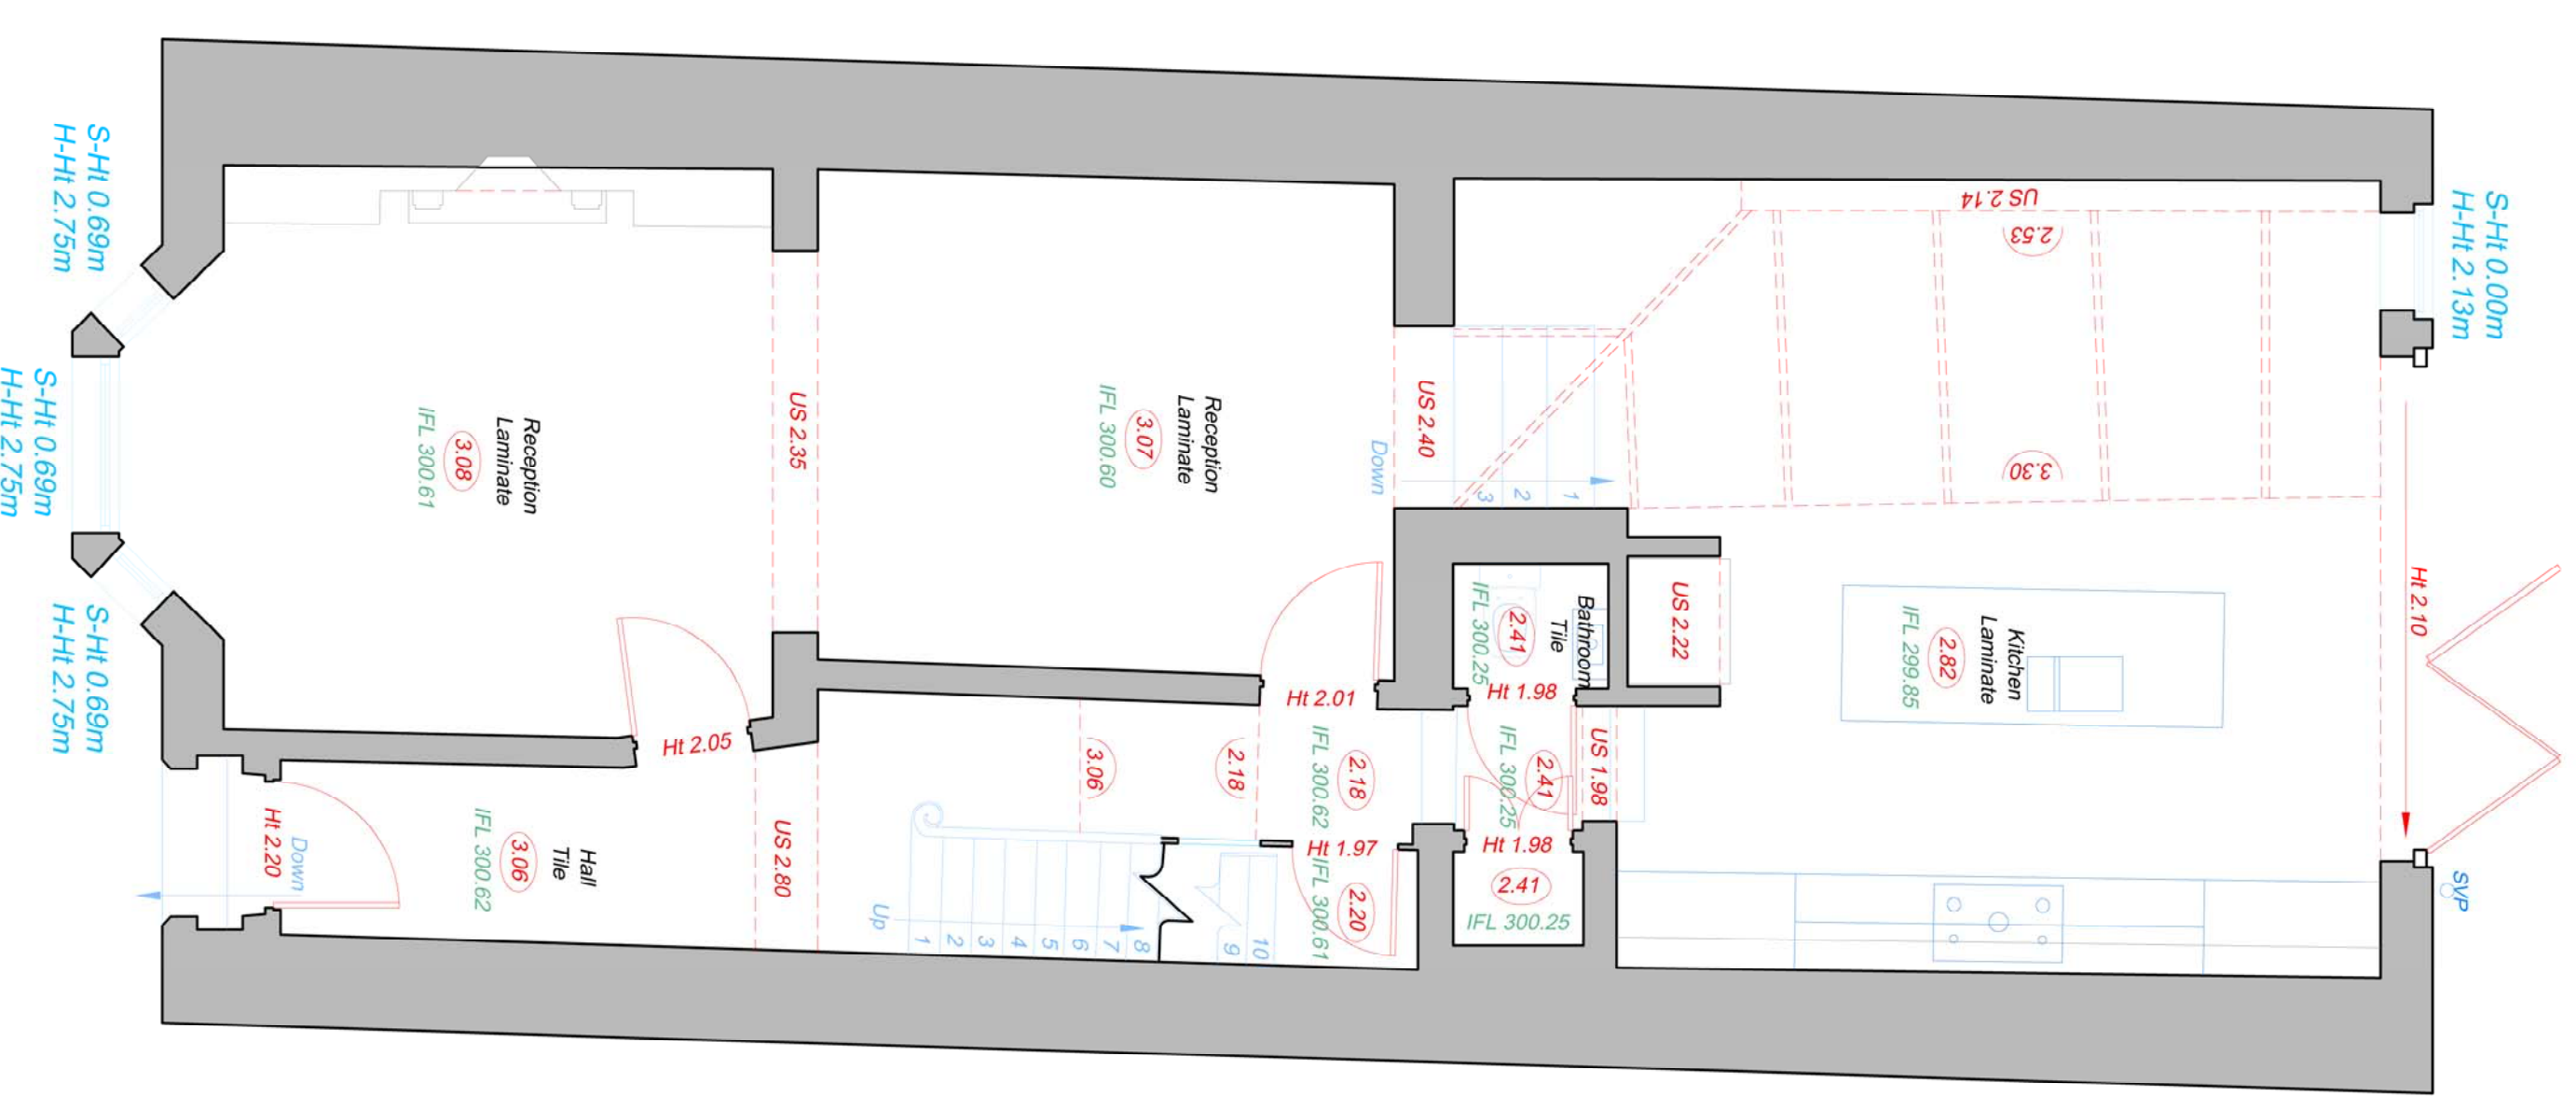 S-Ht 0.69m
H-Ht 2.75m
S-Ht 0.69m
H-Ht 2.75m
S-Ht 0.69m
H-Ht 2.75m
Reception
Laminate
3.08
IFL 300.61
US 2.35
Reception
Laminate
3.07
IFL 300.60
US 2.40
Down
3
2
1
US 2.14
2.53
3.30
S-Ht 0.00m
H-Ht 2.13m
Ht 2.10
Kitchen
Laminate
2.82
IFL 299.85
US 2.22
Bathroom
Tile
2.41
IFL 300.25
Ht 1.98
Ht 2.01
Ht 2.05
3.06
2.18
2.18
IFL 300.62
2.41
IFL 300.25
US 1.98
Ht 1.98
2.41
IFL 300.25
Ht 1.97
2.20
IFL 300.61
Ht 2.20
Down
Hall
Tile
3.06
IFL 300.62
US 2.80
Up
1
2
3
4
5
6
7
8
9
10
SVP